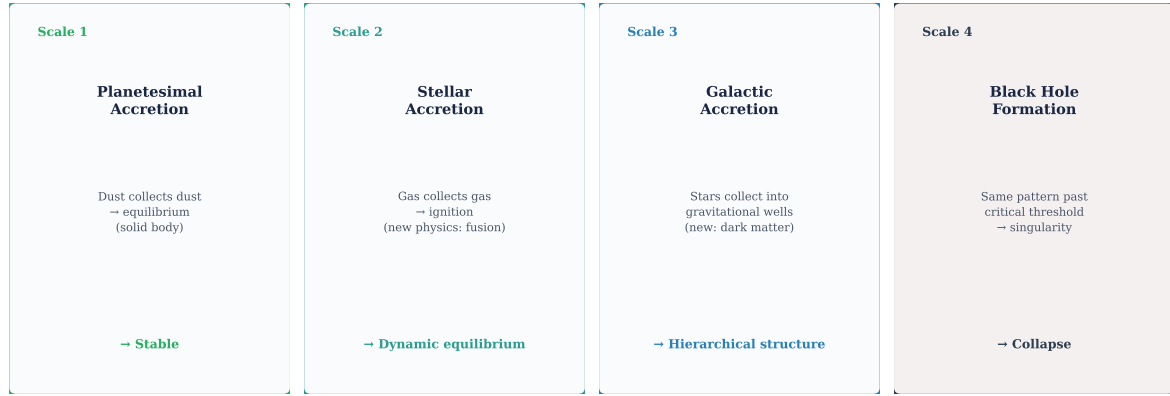 Scale 1
Planetesimal
Accretion
Dust collects dust
→ equilibrium
(solid body)
→ Stable
Scale 2
Stellar
Accretion
Gas collects gas
→ ignition
(new physics: fusion)
→ Dynamic equilibrium
Scale 3
Galactic
Accretion
Stars collect into
gravitational wells
(new: dark matter)
→ Hierarchical structure
Scale 4
Black Hole
Formation
Same pattern past
critical threshold
→ singularity
→ Collapse